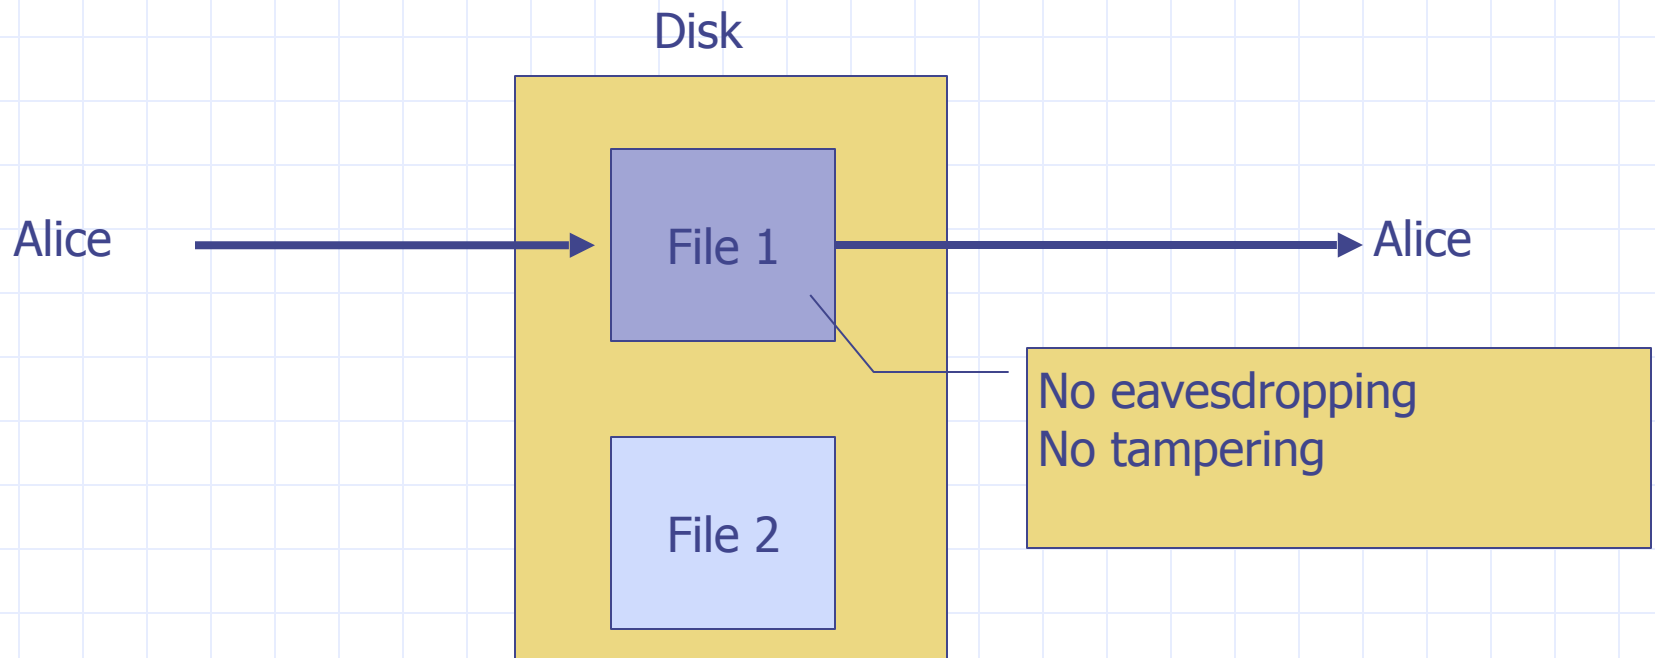 Disk
Alice
File 1
Alice
No eavesdropping
No tampering
File 2